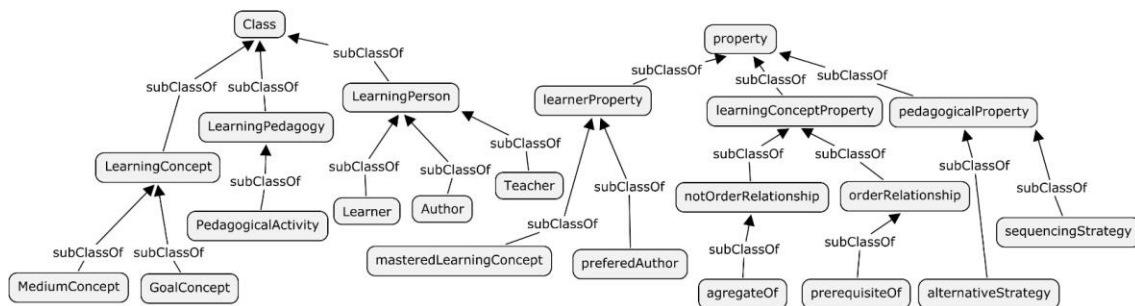 Class
property
subClassOf
subClassOf
subClassOf
subClassOf
subClassOf
subClassOf
LearningPerson
learnerProperty
learningConceptProperty
pedagogicalProperty
LearningPedagogy
LearningConcept
subClassOf
subClassOf
subClassOf
subClassOf
subClassOf
subClassOf
subClassOf
subClassOf
subClassOf
Teacher
notOrderRelationship
orderRelationship
Learner
Author
PedagogicalActivity
subClassOf
sequencingStrategy
subClassOf
subClassOf
subClassOf
subClassOf
masteredLearningConcept
preferedAuthor
MediumConcept
GoalConcept
agregateOf
prerequisiteOf
alternativeStrategy